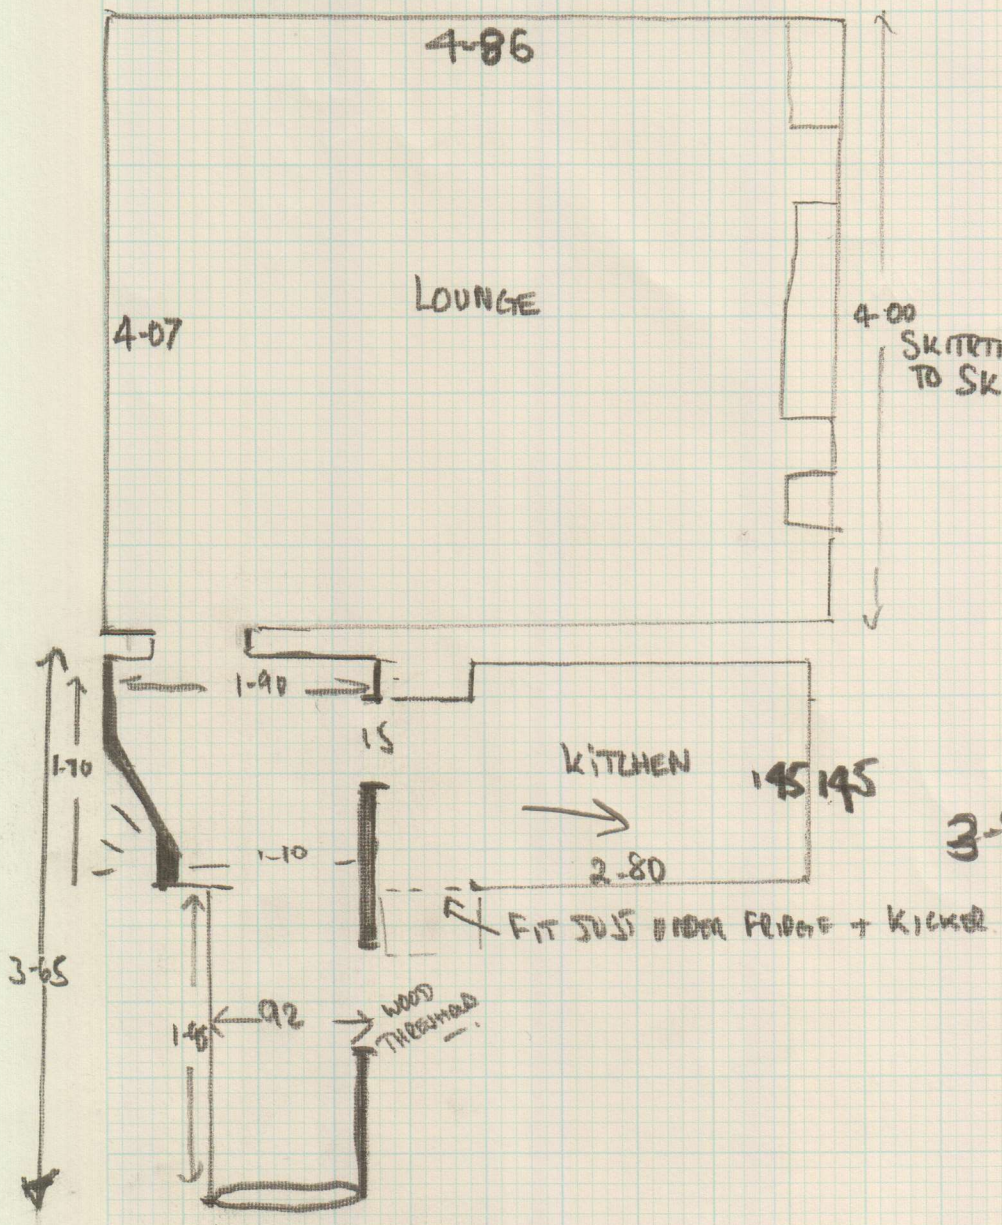 4-86
LOUNGE
4-07
4-00
TO SK
1-90
15
1-70
KITCHEN
145 145
1-10
2-80
3-
FIT JUST UNDER FRIDGE + KICKER
3-65
92
WOOD
THRESHOLD